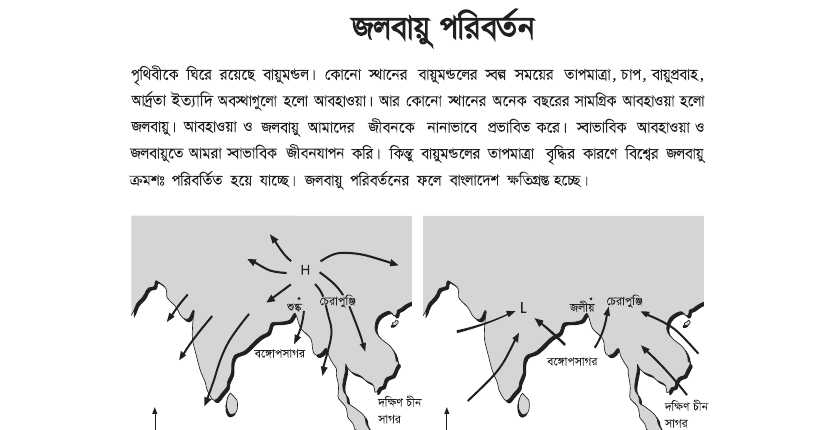 জলবায়ু পরিবর্তন
পৃথিবীকে ঘিরে রয়েছে বায়ুমণ্ডল। কোনো স্থানের বায়ুমণ্ডলের স্বল্প সময়ের তাপমাত্রা, চাপ, বায়ুপ্রবাহ,
আর্দ্রতা ইত্যাদি অবস্থাগুলো হলো আবহাওয়া। আর কোনো স্থানের অনেক বছরের সামগ্রিক আবহাওয়া হলো
জলবায়ু। আবহাওয়া ও জলবায়ু আমাদের জীবনকে নানাভাবে প্রভাবিত করে। স্বাভাবিক আবহাওয়া ও
জলবায়ুতে আমরা স্বাভাবিক জীবনযাপন করি। কিন্তু বায়ুমণ্ডলের তাপমাত্রা বৃদ্ধির কারণে বিশ্বের জলবায়ু
ক্রমশঃ পরিবর্তিত হয়ে যাচ্ছে। জলবায়ু পরিবর্তনের ফলে বাংলাদেশ ক্ষতিগ্রস্ত হচ্ছে।
H
শুষ্ক চেরাপুঞ্জি
বঙ্গোপসাগর
দক্ষিণ চীন
সাগর
L
জলীয় চেরাপুঞ্জি
বঙ্গোপসাগর
দক্ষিণ চীন
সাগর